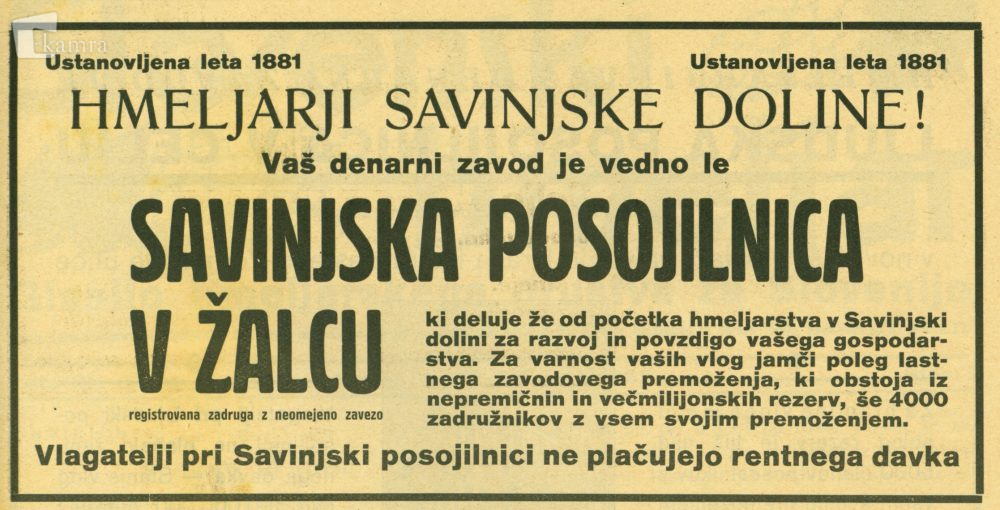 kamra
Ustanovljena leta 1881 Ustanovljena leta 1881
HMELJARJI SAVINJSKE DOLINE!
Vaš denarni zavod je vedno le
SAVINJSKA POSOJILNICA
V ŽALCU
registrovana zadruga z neomejeno zavezo
ki deluje že od početka hmeljarstva v Savinjski
dolini za razvoj in povzdigo vašega gospodar-
stva. Za varnost vaših vlog jamči poleg last-
nega zavodovega premoženja, ki obstoja iz
nepremičnin in večmilijonskih rezerv, še 4000
zadružnikov z vsem svojim premoženjem.
Vlagatelji pri Savinjski posojilnici ne plačujejo rentnega davka